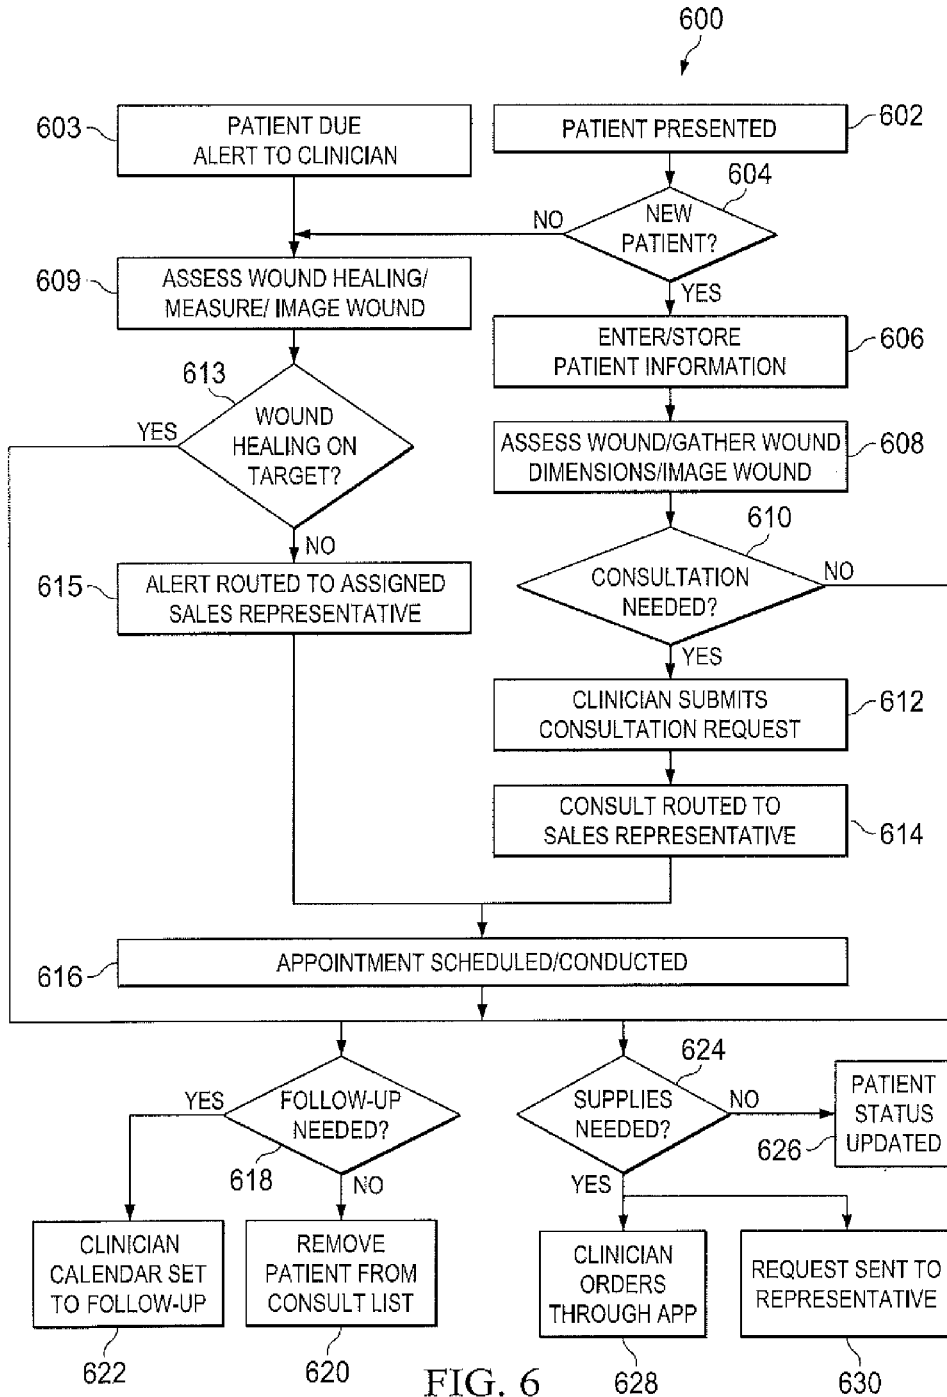 600
603
PATIENT DUE
ALERT TO CLINICIAN
PATIENT PRESENTED
602
604
NEW
PATIENT?
NO
YES
609
ASSESS WOUND HEALING/
MEASURE/ IMAGE WOUND
ENTER/STORE
PATIENT INFORMATION
606
613
WOUND
HEALING ON
TARGET?
YES
NO
ASSESS WOUND/GATHER WOUND
DIMENSIONS/IMAGE WOUND
608
610
CONSULTATION
NEEDED?
NO
YES
615
ALERT ROUTED TO ASSIGNED
SALES REPRESENTATIVE
CLINICIAN SUBMITS
CONSULTATION REQUEST
612
CONSULT ROUTED TO
SALES REPRESENTATIVE
614
616
APPOINTMENT SCHEDULED/CONDUCTED
YES
FOLLOW-UP
NEEDED?
618
NO
624
SUPPLIES
NEEDED?
NO
YES
PATIENT
STATUS
UPDATED
626
CLINICIAN
CALENDAR SET
TO FOLLOW-UP
622
REMOVE
PATIENT FROM
CONSULT LIST
620
CLINICIAN
ORDERS
THROUGH APP
628
REQUEST SENT TO
REPRESENTATIVE
630
FIG. 6